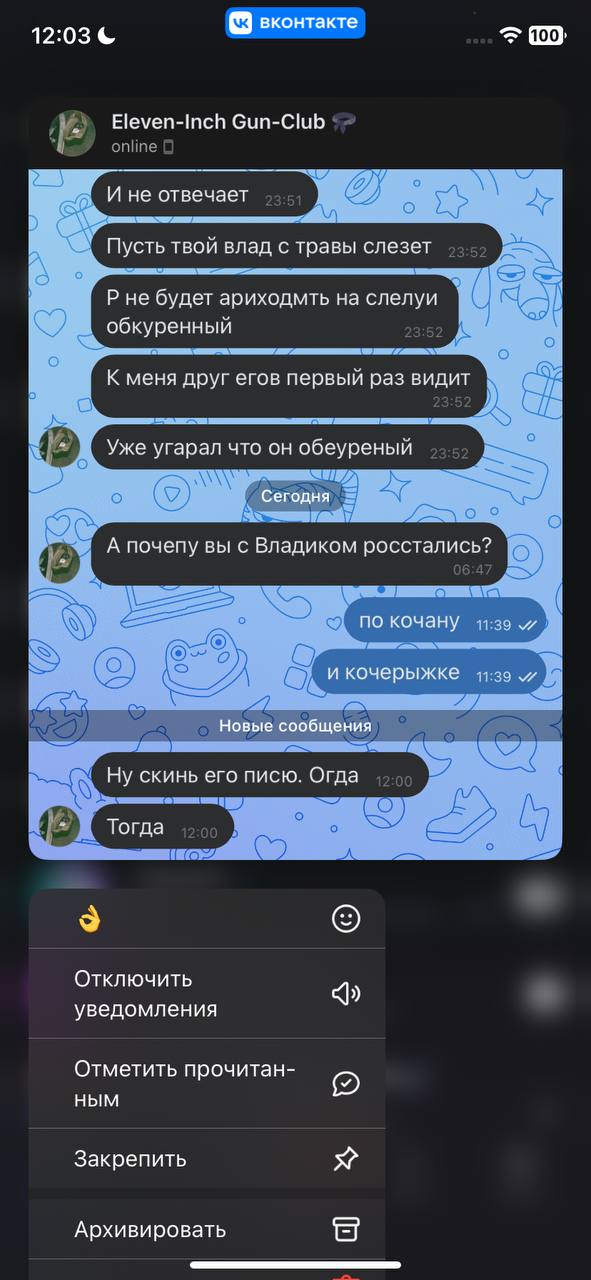 12:03
вконтакте
100
Eleven-Inch Gun-Club
online
И не отвечает 23:51
Пусть твой влад с травы слезет 23:52
Р не будет ариходмть на слелуи
обкуренный 23:52
К меня друг егов первый раз видит
23:52
Уже угарал что он обеуреный 23:52
Сегодня
А почепу вы с Владиком росстались?
06:47
по кочану 11:39
и кочерыжке 11:39
Новые сообщения
Ну скинь его писю. Огда 12:00
Тогда 12:00
👌
Отключить
уведомления
Отметить прочитан-
ным
Закрепить
Архивировать